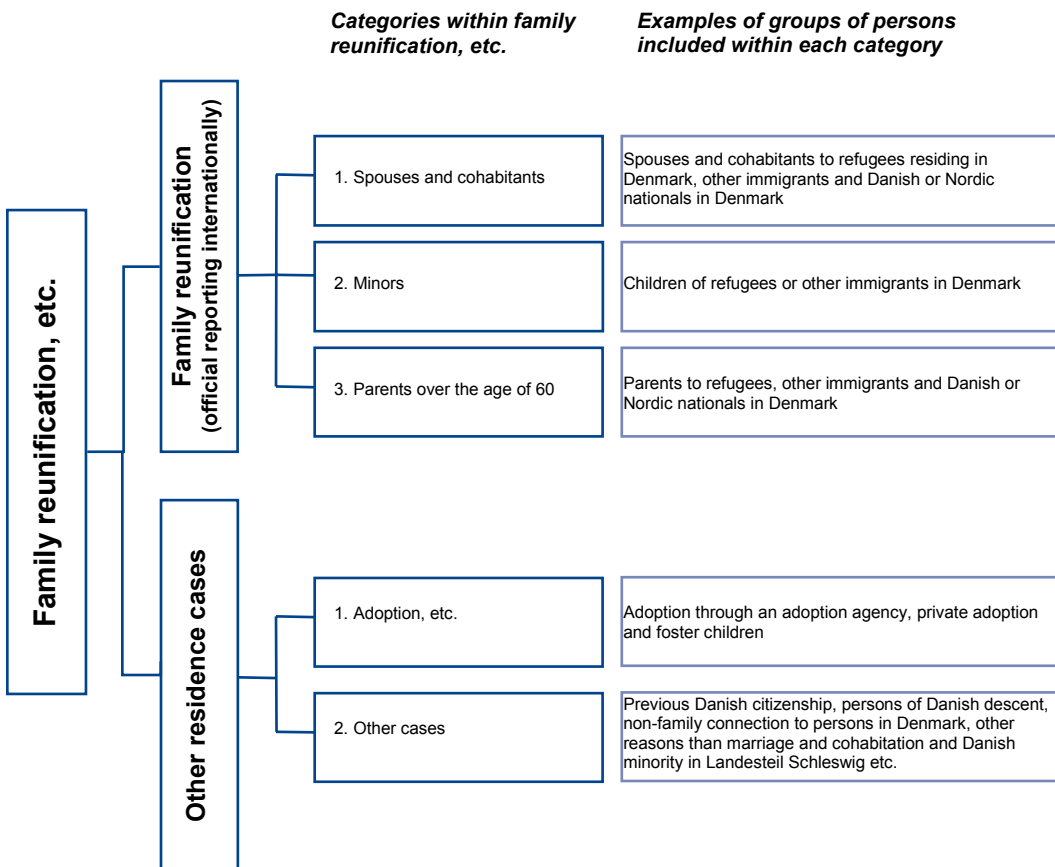 Categories within family
reunification, etc.
Examples of groups of persons
included within each category
Family reunification, etc.
Family reunification
(official reporting internationally)
1. Spouses and cohabitants
Spouses and cohabitants to refugees residing in
Denmark, other immigrants and Danish or Nordic
nationals in Denmark
2. Minors
Children of refugees or other immigrants in Denmark
3. Parents over the age of 60
Parents to refugees, other immigrants and Danish or
Nordic nationals in Denmark
Other residence cases
1. Adoption, etc.
Adoption through an adoption agency, private adoption
and foster children
2. Other cases
Previous Danish citizenship, persons of Danish descent,
non-family connection to persons in Denmark, other
reasons than marriage and cohabitation and Danish
minority in Landesteil Schleswig etc.